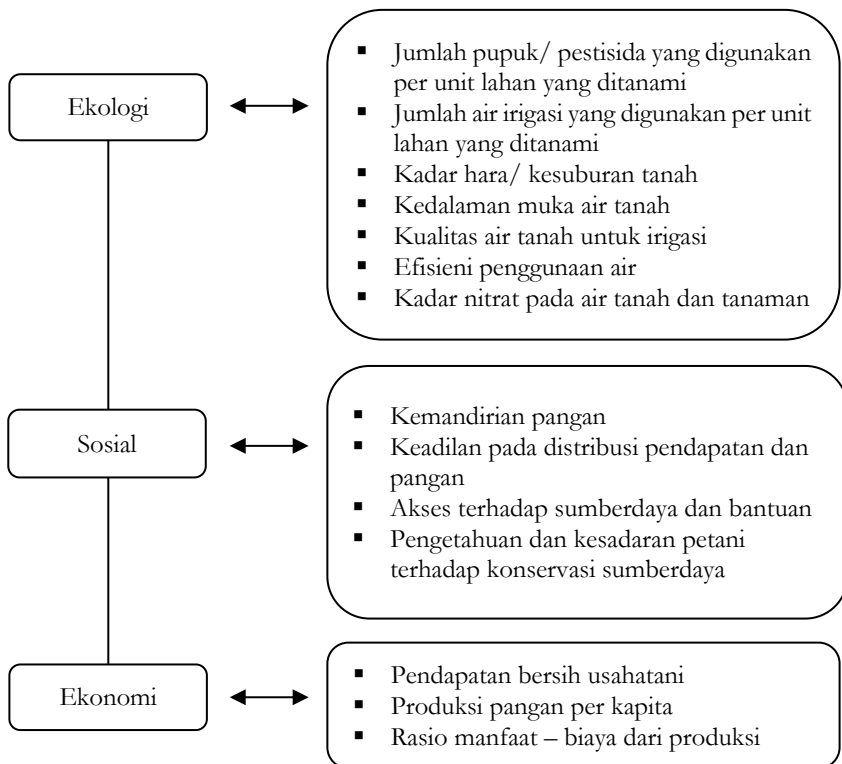 Ekologi
▪ Jumlah pupuk/ pestisida yang digunakan
per unit lahan yang ditanami
▪ Jumlah air irigasi yang digunakan per unit
lahan yang ditanami
▪ Kadar hara/ kesuburan tanah
▪ Kedalaman muka air tanah
▪ Kualitas air tanah untuk irigasi
▪ Efisieni penggunaan air
▪ Kadar nitrat pada air tanah dan tanaman
Sosial
▪ Kemandirian pangan
▪ Keadilan pada distribusi pendapatan dan
pangan
▪ Akses terhadap sumberdaya dan bantuan
▪ Pengetahuan dan kesadaran petani
terhadap konservasi sumberdaya
Ekonomi
▪ Pendapatan bersih usahatani
▪ Produksi pangan per kapita
▪ Rasio manfaat – biaya dari produksi